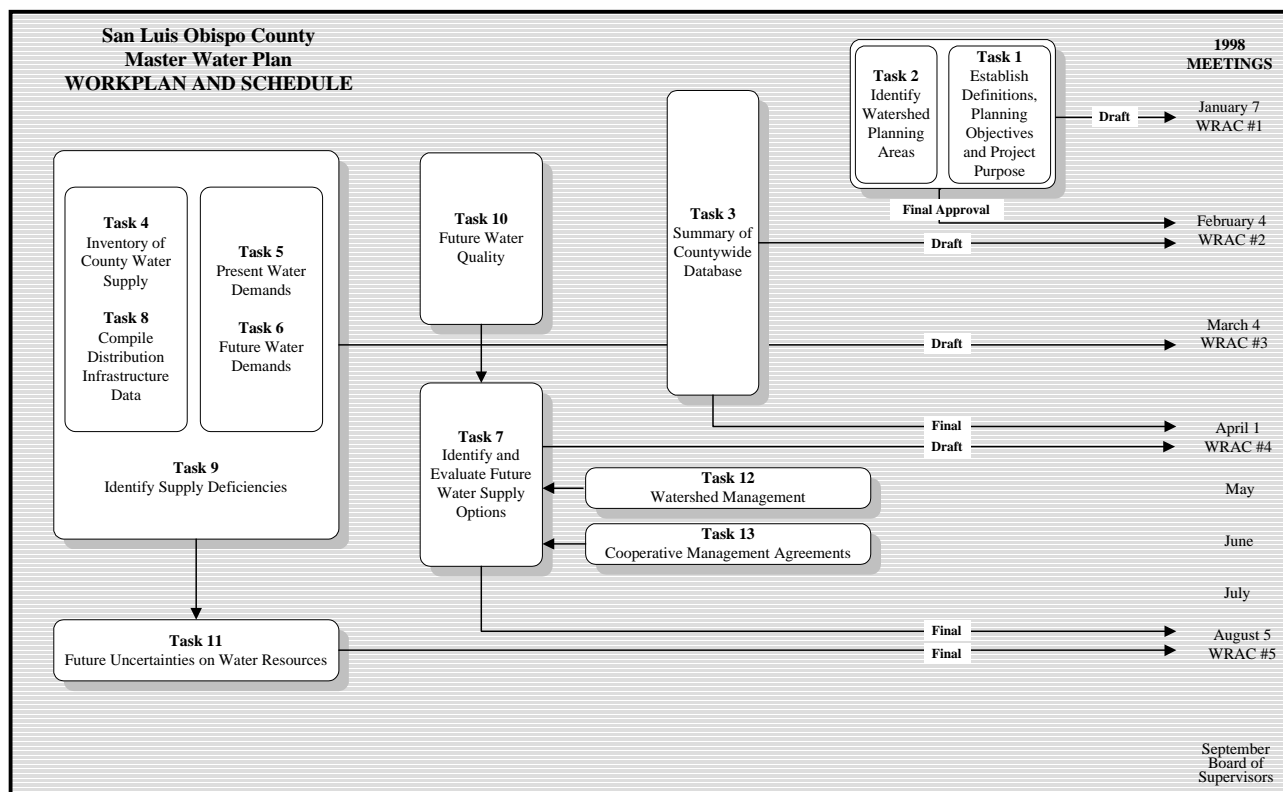 San Luis Obispo County
Master Water Plan
WORKPLAN AND SCHEDULE
Task 2
Identify
Watershed
Planning
Areas
Task 1
Establish
Definitions,
Planning
Objectives
and Project
Purpose
1998
MEETINGS
Draft
January 7
WRAC #1
Final Approval
February 4
WRAC #2
Draft
Task 3
Summary of
Countywide
Database
Task 4
Inventory of
County Water
Supply
Task 8
Compile
Distribution
Infrastructure
Data
Task 5
Present Water
Demands
Task 6
Future Water
Demands
Task 9
Identify Supply Deficiencies
Task 10
Future Water
Quality
Draft
March 4
WRAC #3
Task 7
Identify and
Evaluate Future
Water Supply
Options
Final
Draft
April 1
WRAC #4
Task 12
Watershed Management
May
Task 13
Cooperative Management Agreements
June
July
Task 11
Future Uncertainties on Water Resources
Final
Final
August 5
WRAC #5
September
Board of
Supervisors